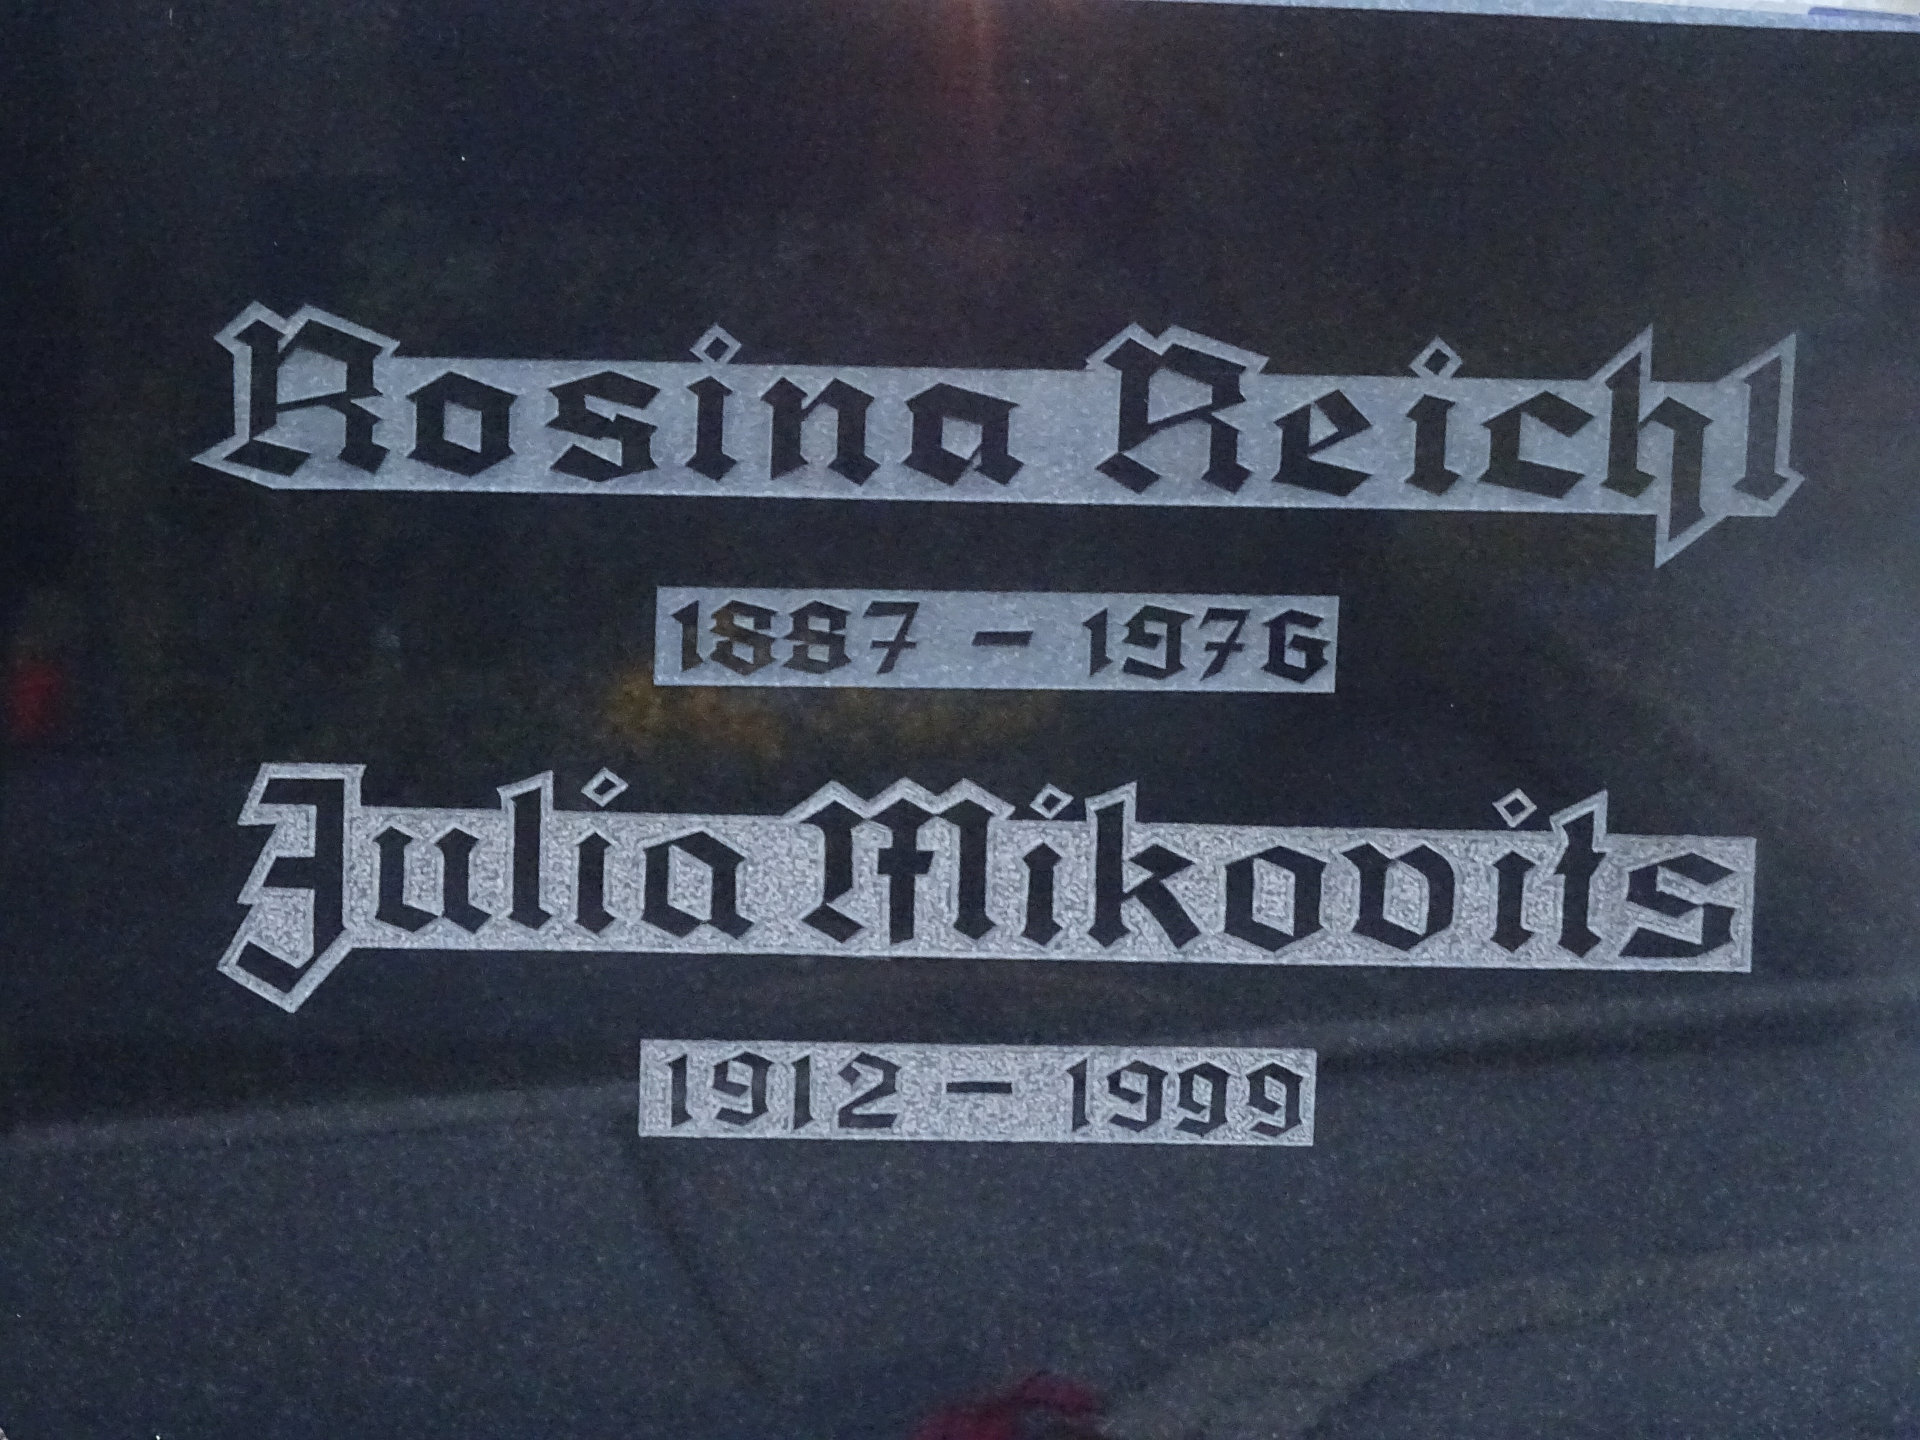 Rosina Reichl
1887 - 1976
Julia Mikovits
1912 - 1999